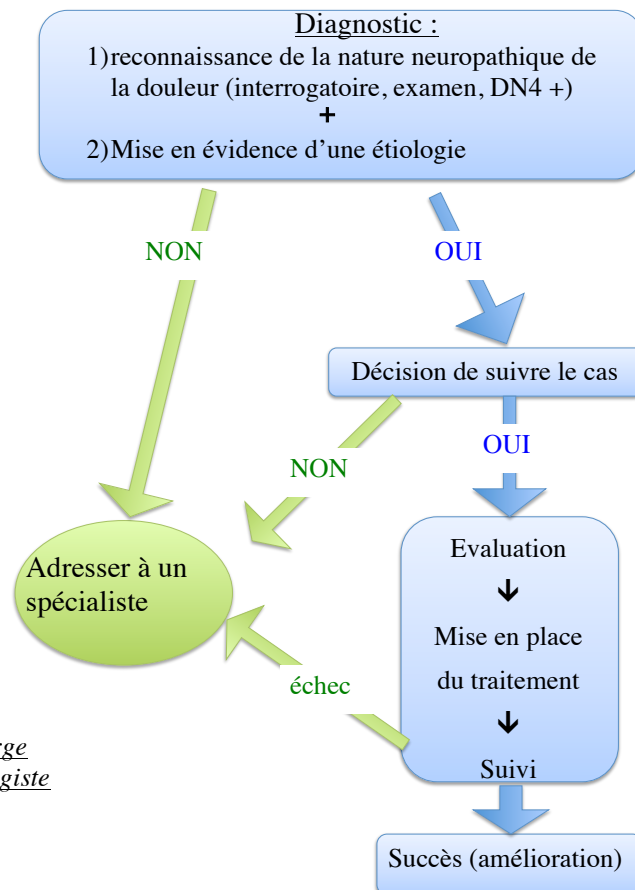 Diagnostic :
1) reconnaissance de la nature neuropathique de
la douleur (interrogatoire, examen, DN4 +)
+
2) Mise en évidence d’une étiologie
NON
OUI
Décision de suivre le cas
NON
OUI
Adresser à un
spécialiste
Evaluation
Mise en place
du traitement
échec
Suivi
Succès (amélioration)